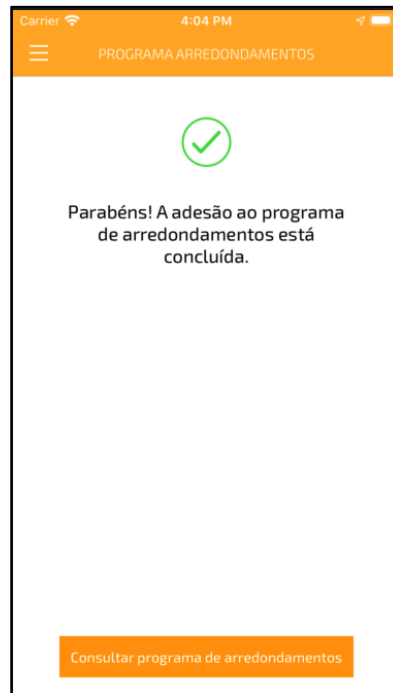 Carrier 4:04 PM
PROGRAMA ARREDONDAMENTOS
Parabéns! A adesão ao programa
de arredondamentos está
concluída.
Consultar programa de arredondamentos